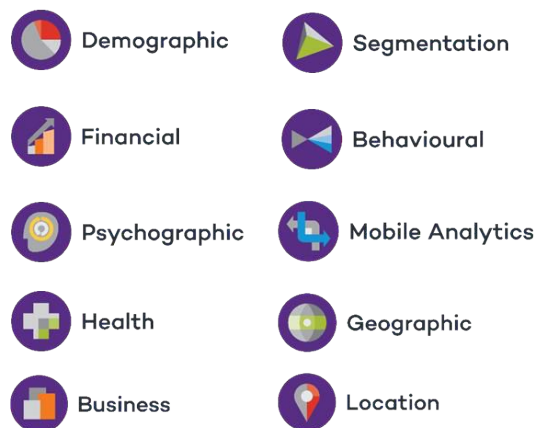 Demographic
Segmentation
Financial
Behavioural
Psychographic
Mobile Analytics
Health
Geographic
Business
Location